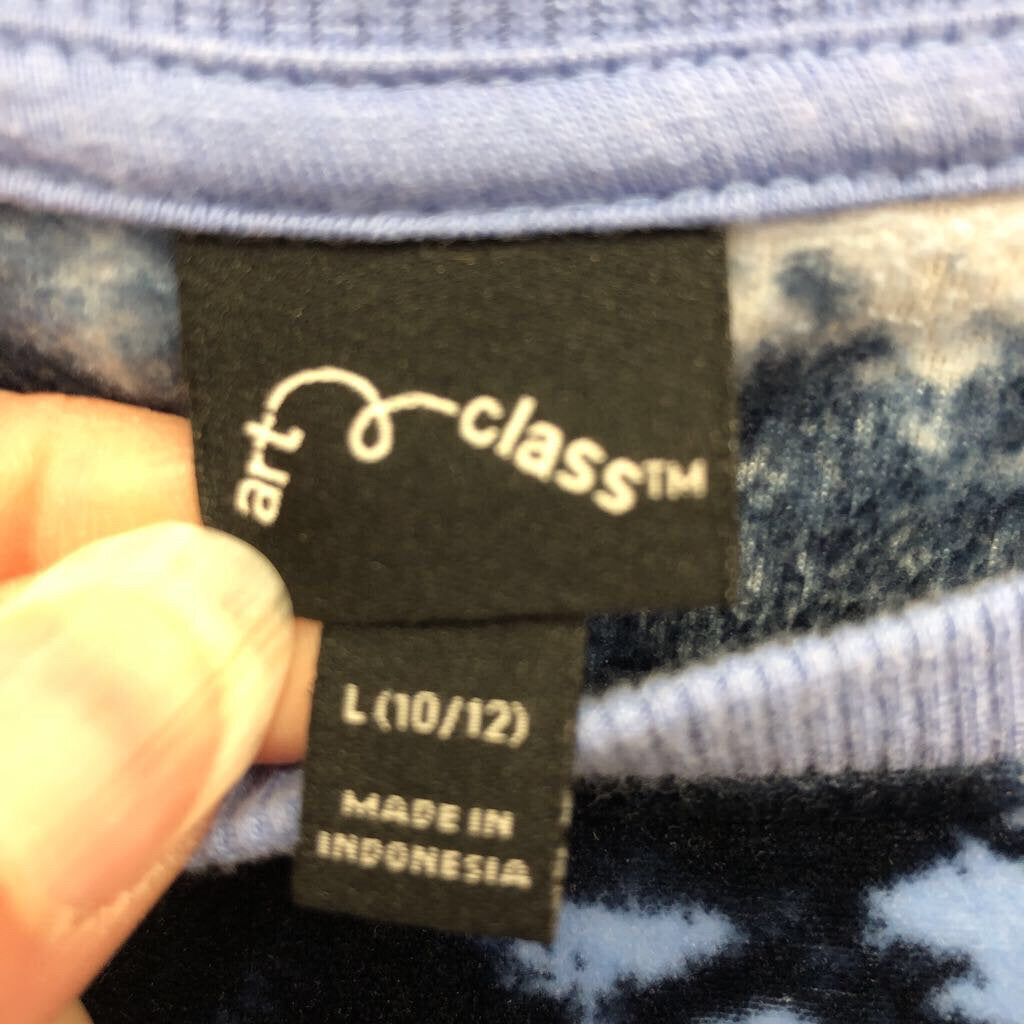 art class™
L (10/12)
MADE IN
INDONESIA